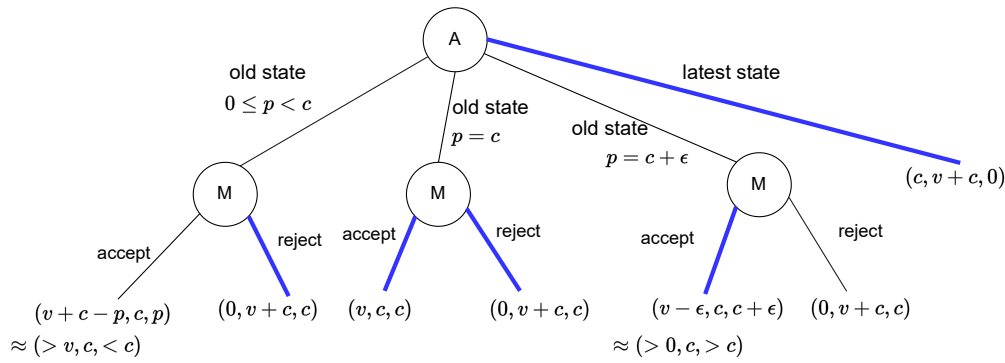 A
old state
0 ≤ p < c
old state
p = c
old state
p = c + ϵ
latest state
(c, v + c, 0)
M
M
M
accept
reject
accept
reject
accept
reject
(v + c − p, c, p)
≈ (> v, c, < c)
(0, v + c, c)
(v, c, c)
(0, v + c, c)
(v − ϵ, c, c + ϵ)
≈ (> 0, c, > c)
(0, v + c, c)